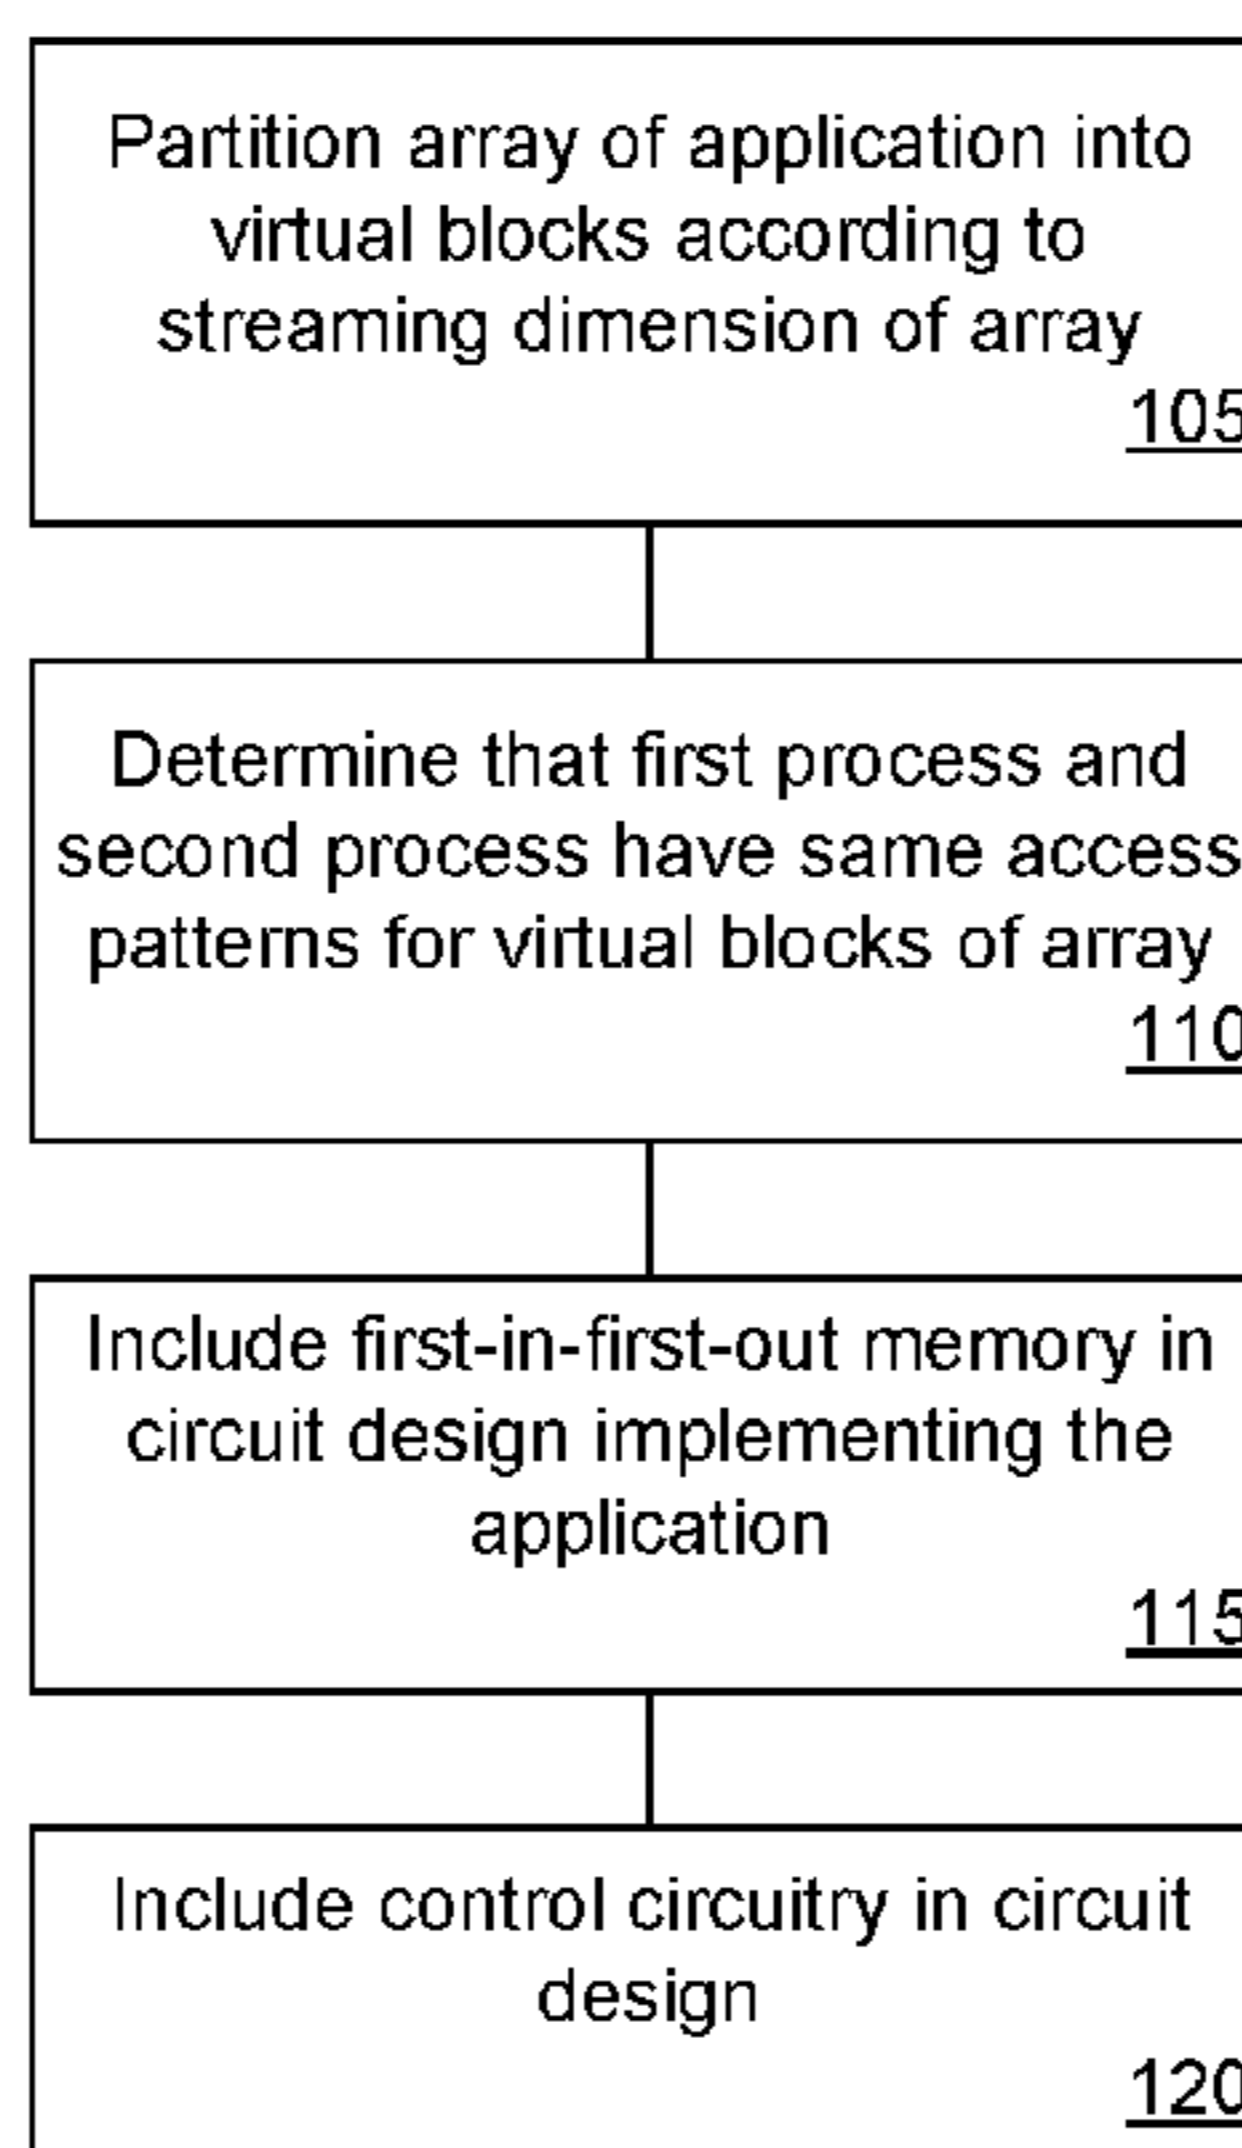 Partition array of application into
virtual blocks according to
streaming dimension of array
105
Determine that first process and
second process have same access
patterns for virtual blocks of array
110
Include first-in-first-out memory in
circuit design implementing the
application
115
Include control circuitry in circuit
design
120